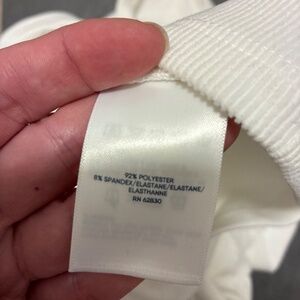 92% POLYESTER
8% SPANDEX/ELASTANE/ELASTANE/
ELASTHANNE
RN 62830